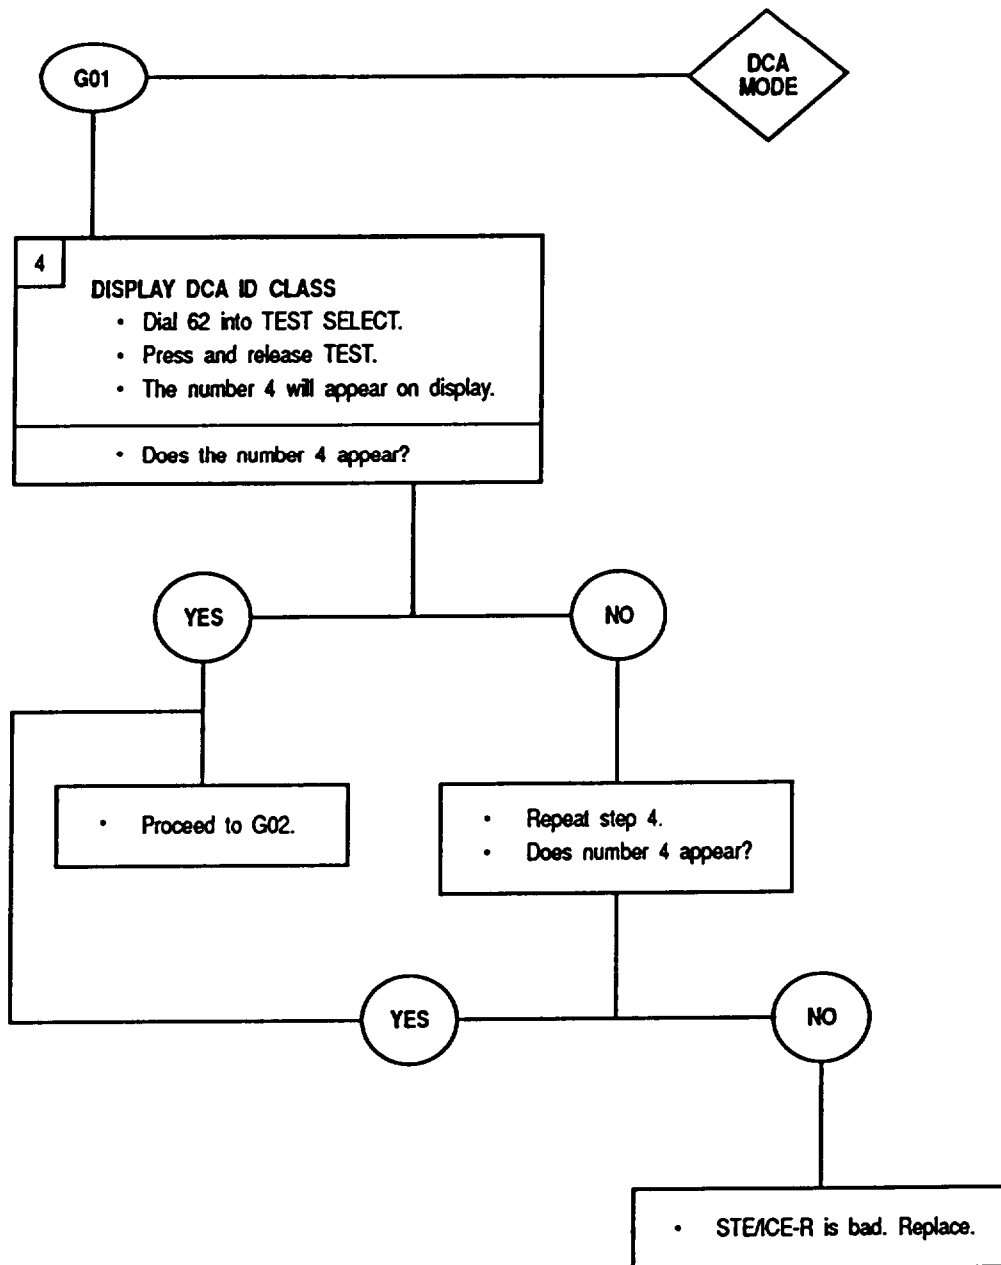 G01
DCA
MODE
4
DISPLAY DCA ID CLASS
• Dial 62 into TEST SELECT.
• Press and release TEST.
• The number 4 will appear on display.
• Does the number 4 appear?
YES
NO
• Proceed to G02.
• Repeat step 4.
• Does number 4 appear?
YES
NO
• STE/ICE-R is bad. Replace.